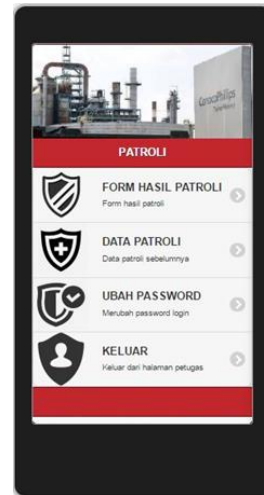 ConocoPhillips
PATROLI
FORM HASIL PATROLI
Form hasil patroli
DATA PATROLI
Data patroli sebelumnya
UBAH PASSWORD
Merubah password login
KELUAR
Keluar dari halaman petugas